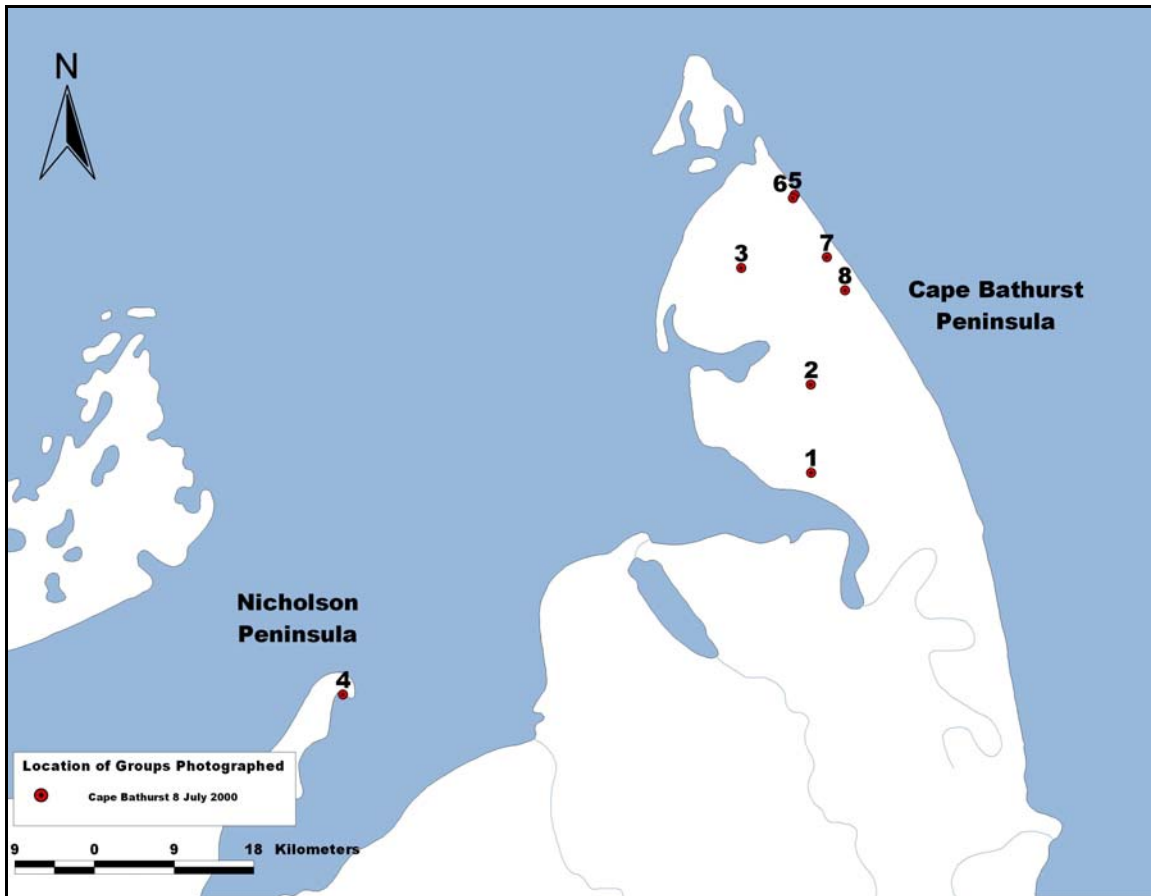 N
6 5
7
3
8
Cape Bathurst
Peninsula
2
1
Nicholson
Peninsula
4
Location of Groups Photographed
Cape Bathurst 8 July 2000
9 0 9 18 Kilometers